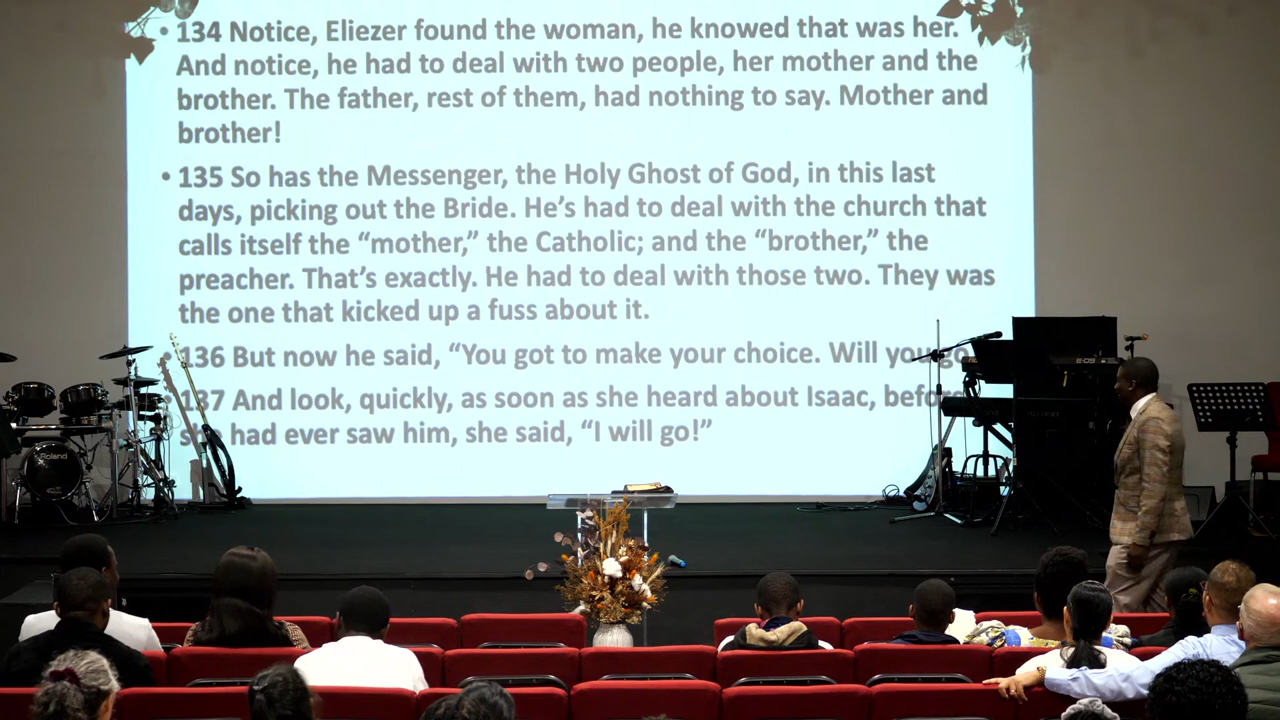 • 134 Notice, Eliezer found the woman, he knowed that was her.
And notice, he had to deal with two people, her mother and the
brother. The father, rest of them, had nothing to say. Mother and
brother!
• 135 So has the Messenger, the Holy Ghost of God, in this last
days, picking out the Bride. He’s had to deal with the church that
calls itself the “mother,” the Catholic; and the “brother,” the
preacher. That’s exactly. He had to deal with those two. They was
the one that kicked up a fuss about it.
• 136 But now he said, “You got to make your choice. Will you go
137 And look, quickly, as soon as she heard about Isaac, before
she had ever saw him, she said, “I will go!”
Roland